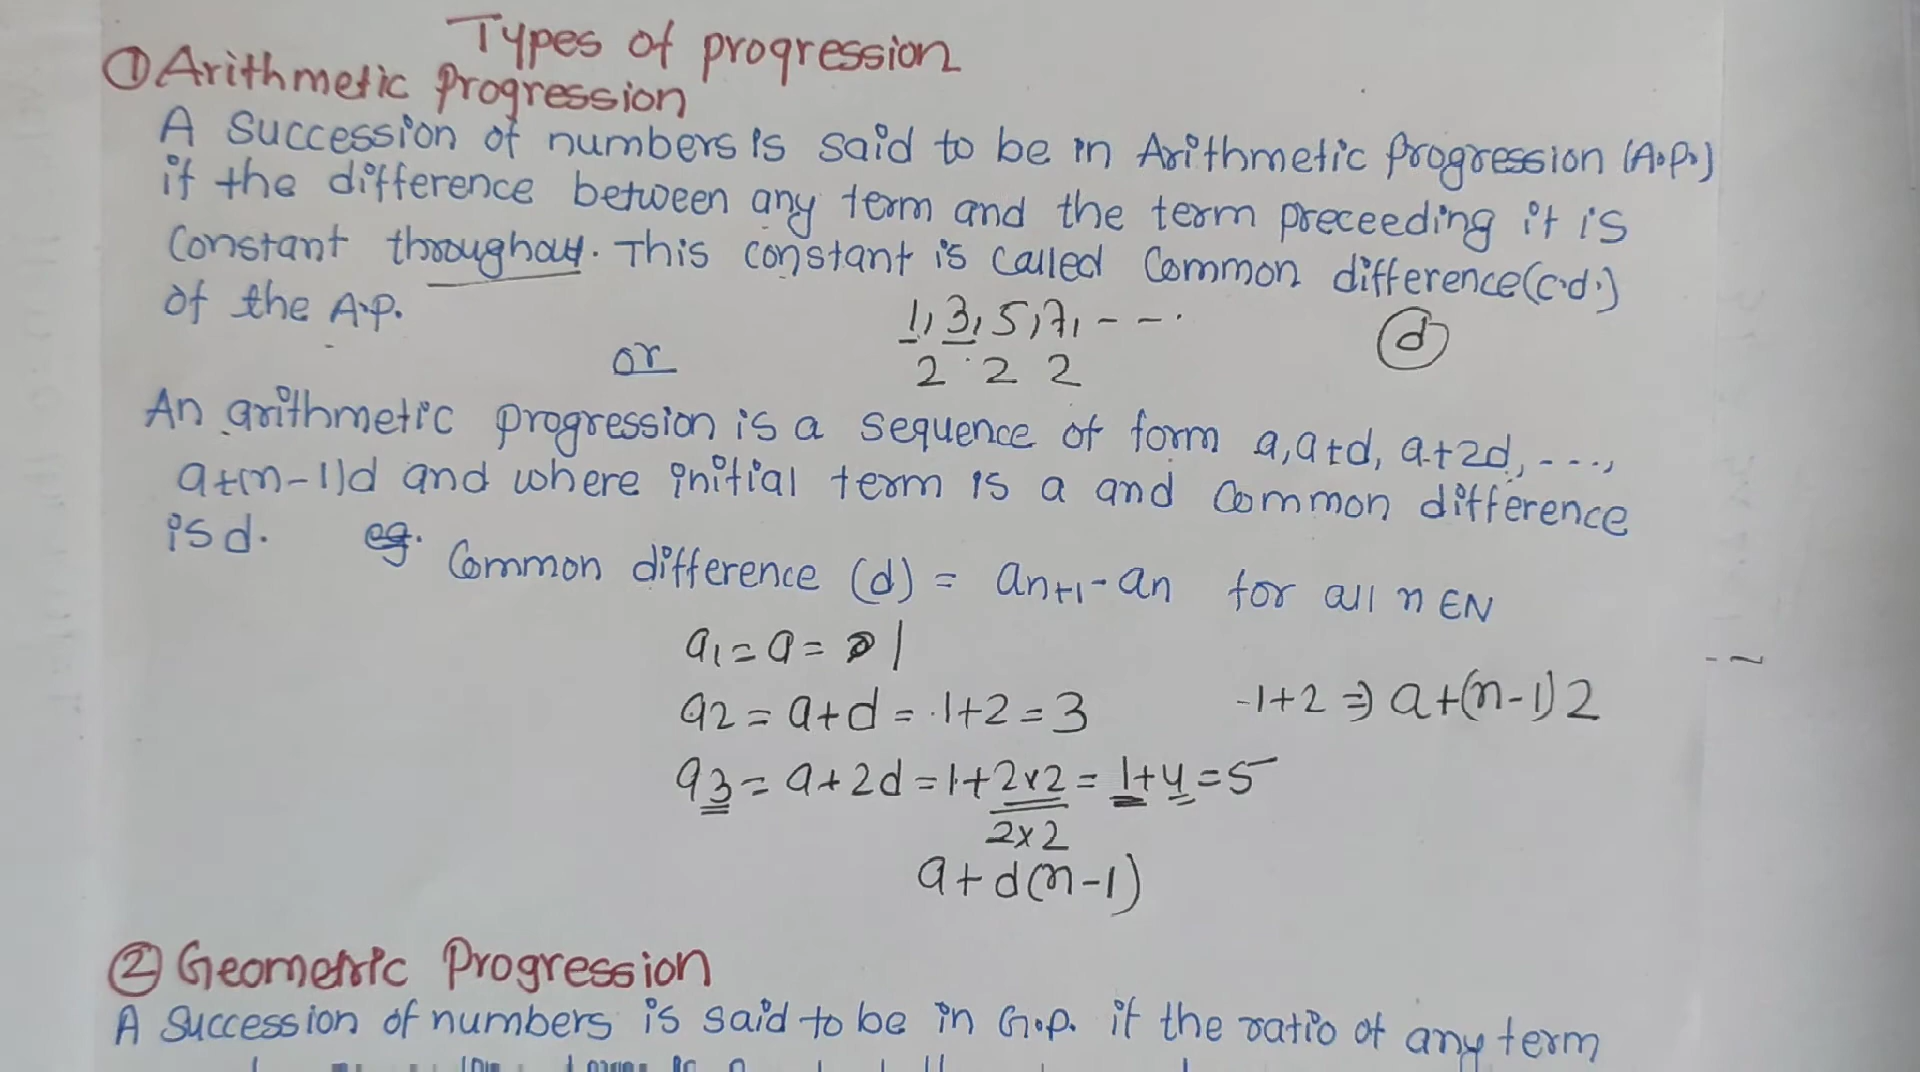 Types of progression
① Arithmetic Progression
A Succession of numbers is said to be in Arithmetic Progression (A.P.)
if the difference between any term and the term preceeding it is
Constant throughout. This constant is called Common difference (c.d.)
of the A.P.
1, 3, 5, 7, - - -.
d
or
2 2 2
An arithmetic progression is a sequence of form a, a+d, a+2d, ----,
a+(n-1)d and where initial term is a and common difference
is d. eg.
Common difference (d) = an+1 - an for all n ∈ N
a1 = a = 1
a2 = a+d = 1+2 = 3
-1+2 ⇒ a+(n-1)2
a3 = a+2d = 1+2x2 = 1+4 = 5
2x2
a+d(n-1)
② Geometric Progression
A Succession of numbers is said to be in G.P. if the ratio of any term